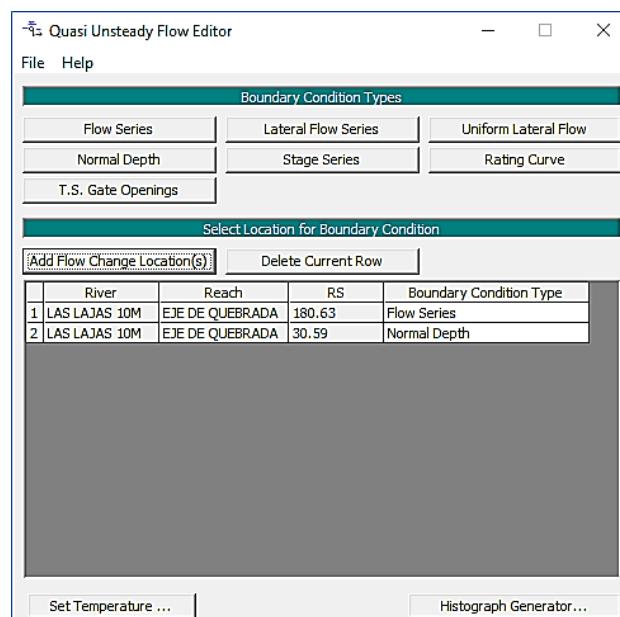 Quasi Unsteady Flow Editor
File Help
Boundary Condition Types
Flow Series Lateral Flow Series Uniform Lateral Flow
Normal Depth Stage Series Rating Curve
T.S. Gate Openings
Select Location for Boundary Condition
Add Flow Change Location(s) Delete Current Row
River Reach RS Boundary Condition Type
1 LAS LAJAS 10M EJE DE QUEBRADA 180.63 Flow Series
2 LAS LAJAS 10M EJE DE QUEBRADA 30.59 Normal Depth
Set Temperature ... Histograph Generator...